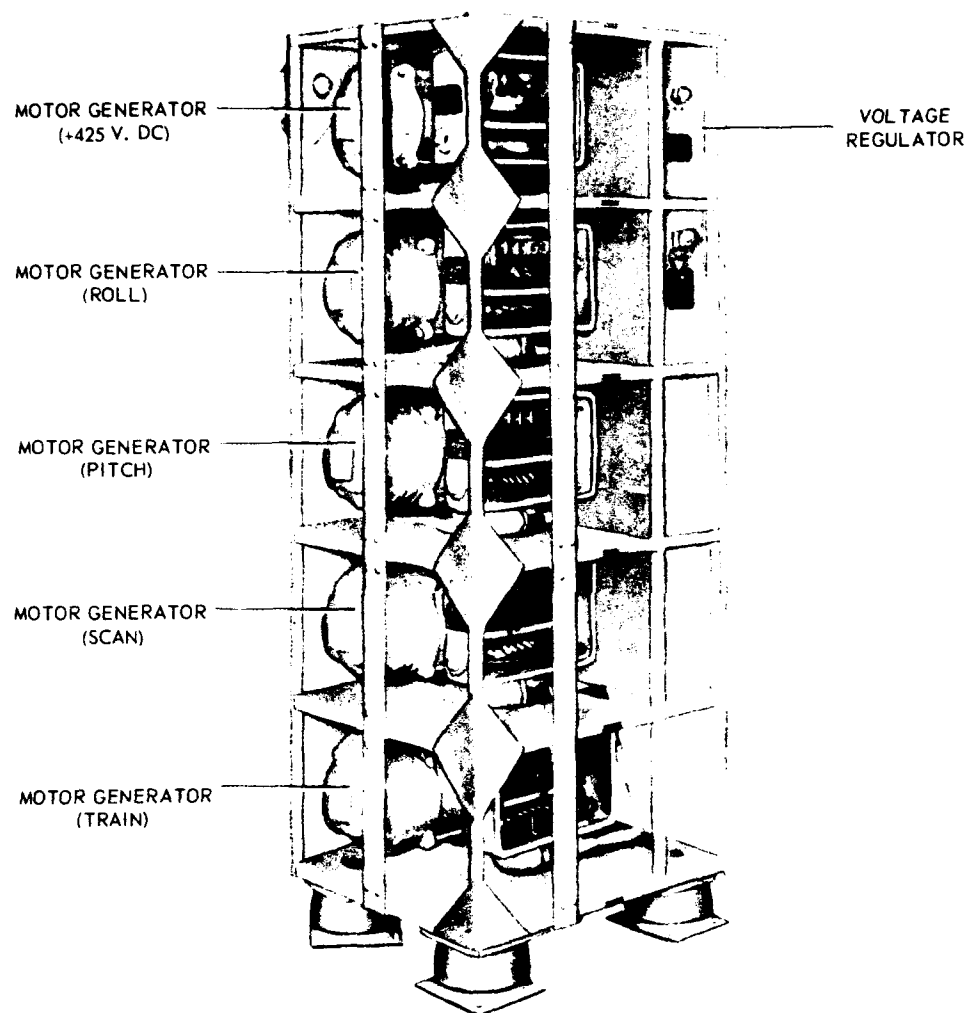 MOTOR GENERATOR
(+425 V. DC)
VOLTAGE
REGULATOR
MOTOR GENERATOR
(ROLL)
MOTOR GENERATOR
(PITCH)
MOTOR GENERATOR
(SCAN)
MOTOR GENERATOR
(TRAIN)